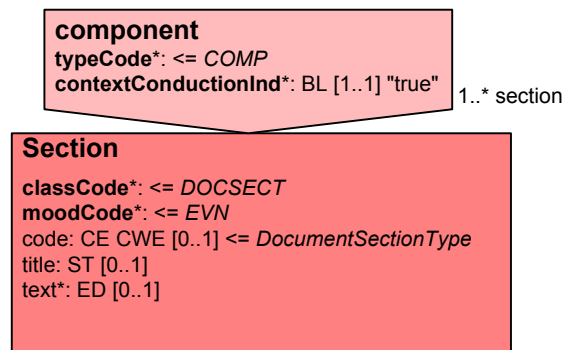 component
typeCode*: <= COMP
contextConductionInd*: BL [1..1] "true"
1..* section
Section
classCode*: <= DOCSECT
moodCode*: <= EVN
code: CE CWE [0..1] <= DocumentSectionType
title: ST [0..1]
text*: ED [0..1]